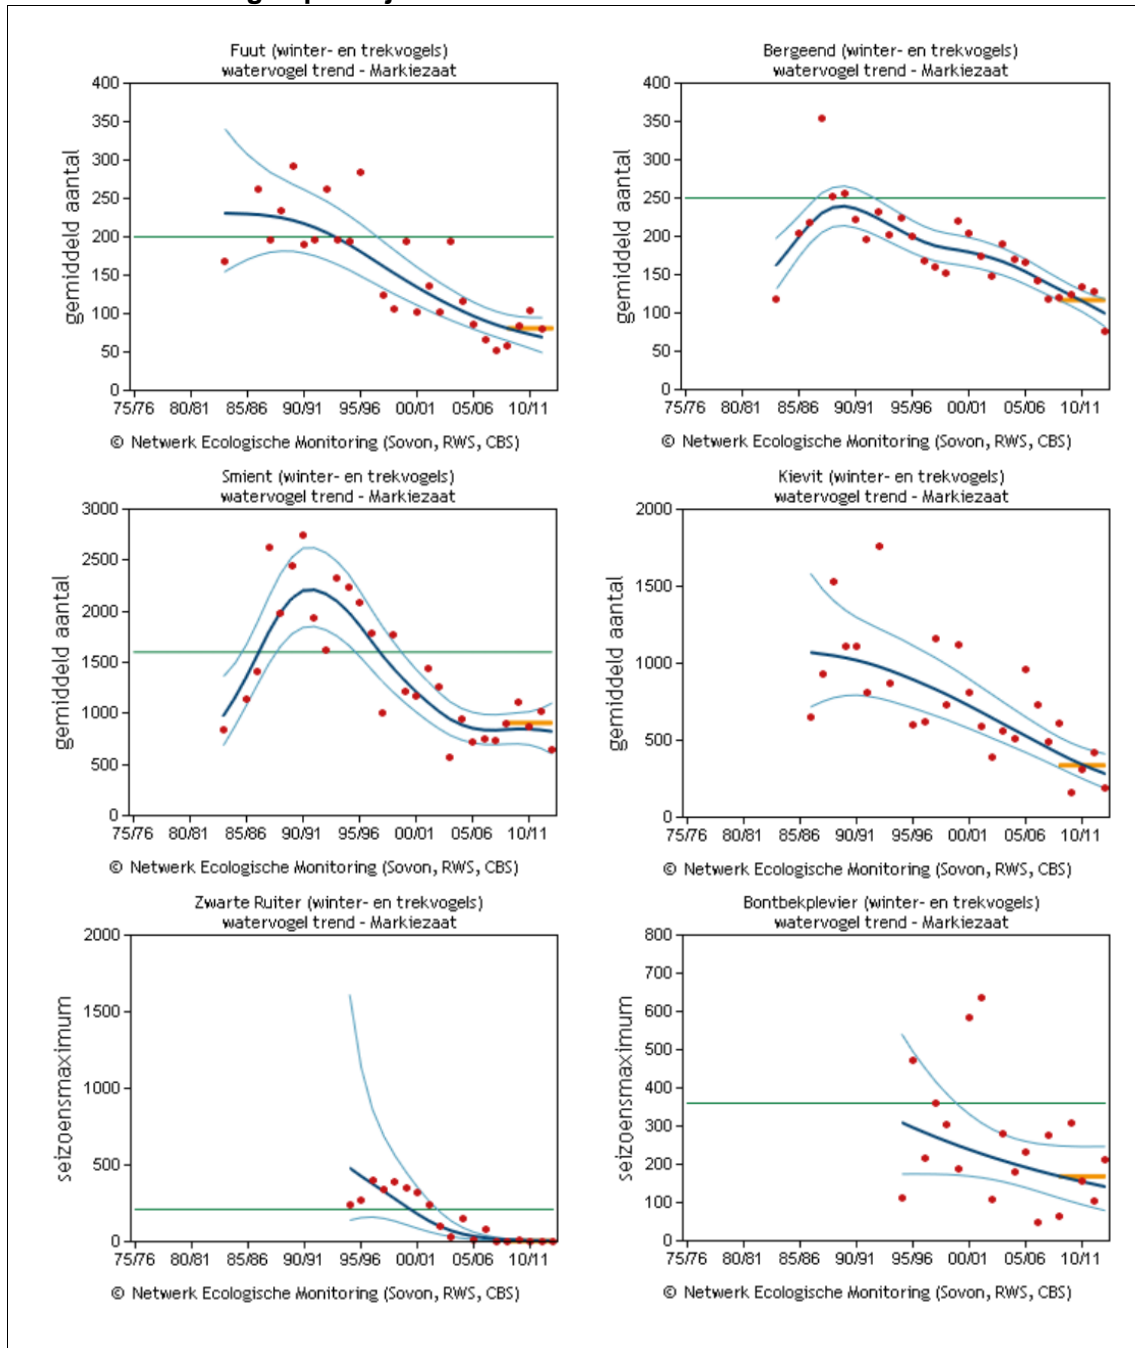 Fuut (winter- en trekvogels)
watervogel trend - Markiezaat
gemiddeld aantal
400
350
300
250
200
150
100
50
0
75/76 80/81 85/86 90/91 95/96 00/01 05/06 10/11
© Netwerk Ecologische Monitoring (Sovon, RWS, CBS)
Bergeend (winter- en trekvogels)
watervogel trend - Markiezaat
gemiddeld aantal
400
350
300
250
200
150
100
50
0
75/76 80/81 85/86 90/91 95/96 00/01 05/06 10/11
© Netwerk Ecologische Monitoring (Sovon, RWS, CBS)
Smient (winter- en trekvogels)
watervogel trend - Markiezaat
gemiddeld aantal
3000
2500
2000
1500
1000
500
0
75/76 80/81 85/86 90/91 95/96 00/01 05/06 10/11
© Netwerk Ecologische Monitoring (Sovon, RWS, CBS)
Kievit (winter- en trekvogels)
watervogel trend - Markiezaat
gemiddeld aantal
2000
1500
1000
500
0
75/76 80/81 85/86 90/91 95/96 00/01 05/06 10/11
© Netwerk Ecologische Monitoring (Sovon, RWS, CBS)
Zwarte Ruiter (winter- en trekvogels)
watervogel trend - Markiezaat
seizoensmaximum
2000
1500
1000
500
0
75/76 80/81 85/86 90/91 95/96 00/01 05/06 10/11
© Netwerk Ecologische Monitoring (Sovon, RWS, CBS)
Bontbekplevier (winter- en trekvogels)
watervogel trend - Markiezaat
seizoensmaximum
800
700
600
500
400
300
200
100
0
75/76 80/81 85/86 90/91 95/96 00/01 05/06 10/11
© Netwerk Ecologische Monitoring (Sovon, RWS, CBS)